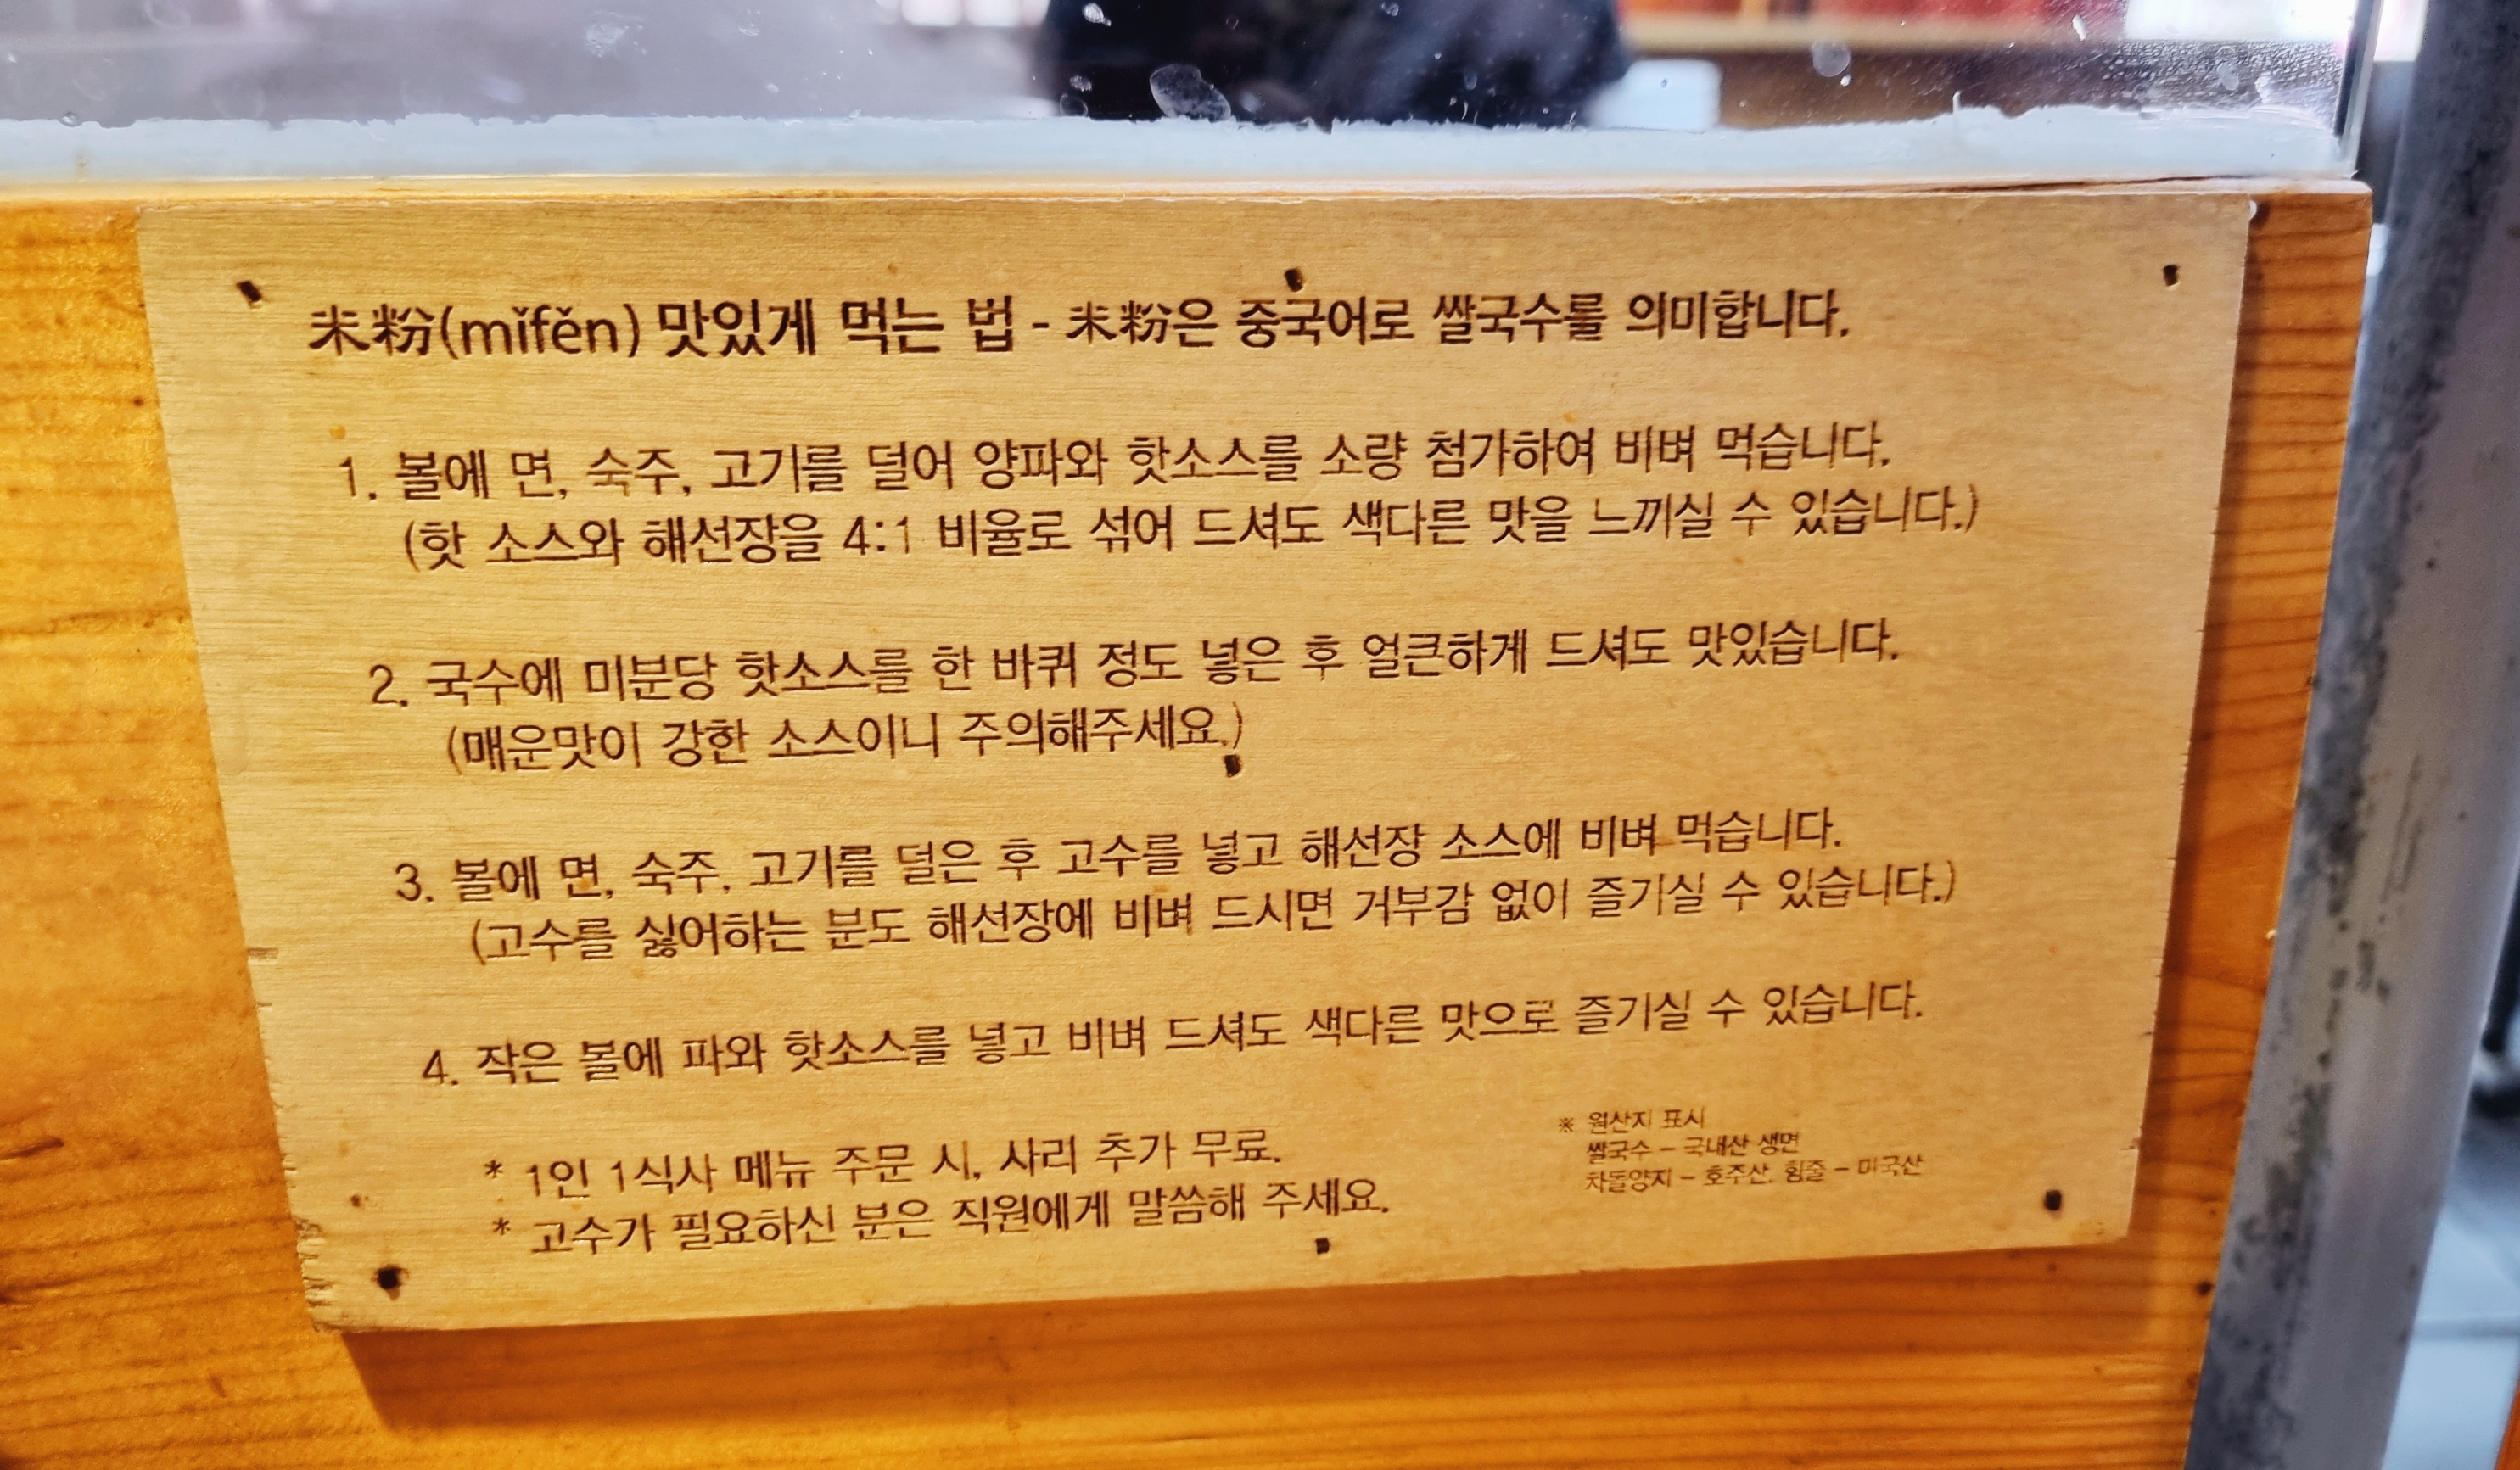 米粉(mǐfěn) 맛있게 먹는 법 - 米粉은 중국어로 쌀국수를 의미합니다.
1. 볼에 면, 숙주, 고기를 덜어 양파와 핫소스를 소량 첨가하여 비벼 먹습니다.
(핫 소스와 해선장을 4:1 비율로 섞어 드셔도 색다른 맛을 느끼실 수 있습니다.)
2. 국수에 미분당 핫소스를 한 바퀴 정도 넣은 후 얼큰하게 드셔도 맛있습니다.
(매운맛이 강한 소스이니 주의해주세요.)
3. 볼에 면, 숙주, 고기를 덜은 후 고수를 넣고 해선장 소스에 비벼 먹습니다.
(고수를 싫어하는 분도 해선장에 비벼 드시면 거부감 없이 즐기실 수 있습니다.)
4. 작은 볼에 파와 핫소스를 넣고 비벼 드셔도 색다른 맛으로 즐기실 수 있습니다.
* 1인 1식사 메뉴 주문 시, 사리 추가 무료.
* 고수가 필요하신 분은 직원에게 말씀해 주세요.
※ 원산지 표시
쌀국수 - 국내산 생면
차돌양지 - 호주산, 힘줄 - 미국산